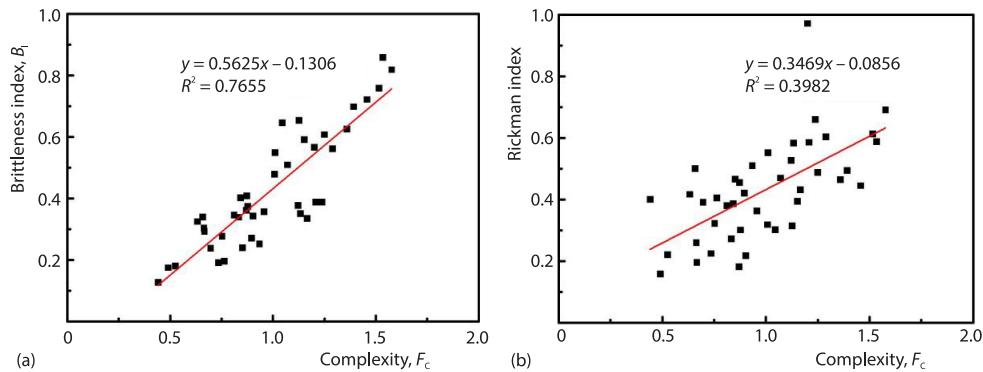 1.0
0.8
0.6
0.4
0.2
Brittleness index, B_I
y = 0.5625x – 0.1306
R² = 0.7655
0
0.5
1.0
1.5
2.0
(a)
Complexity, F_c
1.0
0.8
0.6
0.4
0.2
Rickman index
y = 0.3469x – 0.0856
R² = 0.3982
0
0.5
1.0
1.5
2.0
(b)
Complexity, F_c